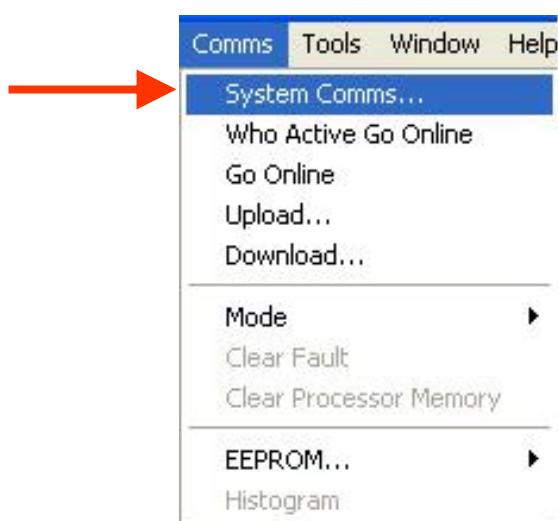 Comms Tools Window Help
System Comms...
Who Active Go Online
Go Online
Upload...
Download...
Mode
Clear Fault
Clear Processor Memory
EEPROM...
Histogram